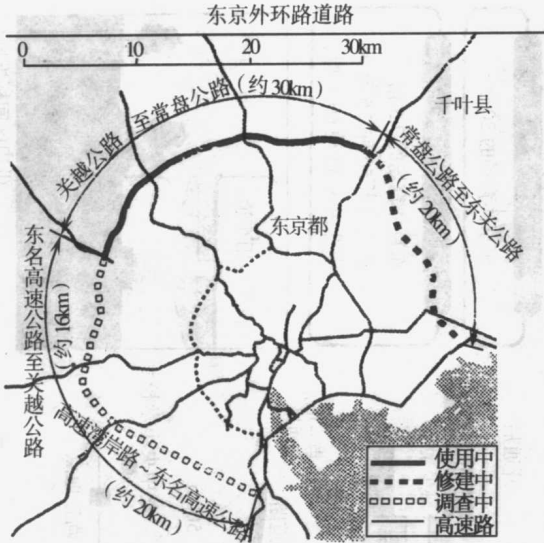 东京外环路道路
0 10 20 30km
关越公路至常盘公路(约30km)
千叶县
常盘公路至东关公路
(约20km)
东京都
东名高速公路至关越公路
(约16km)
高速湾岸路~东名高速公路
(约20km)
使用中
修建中
调查中
高速路